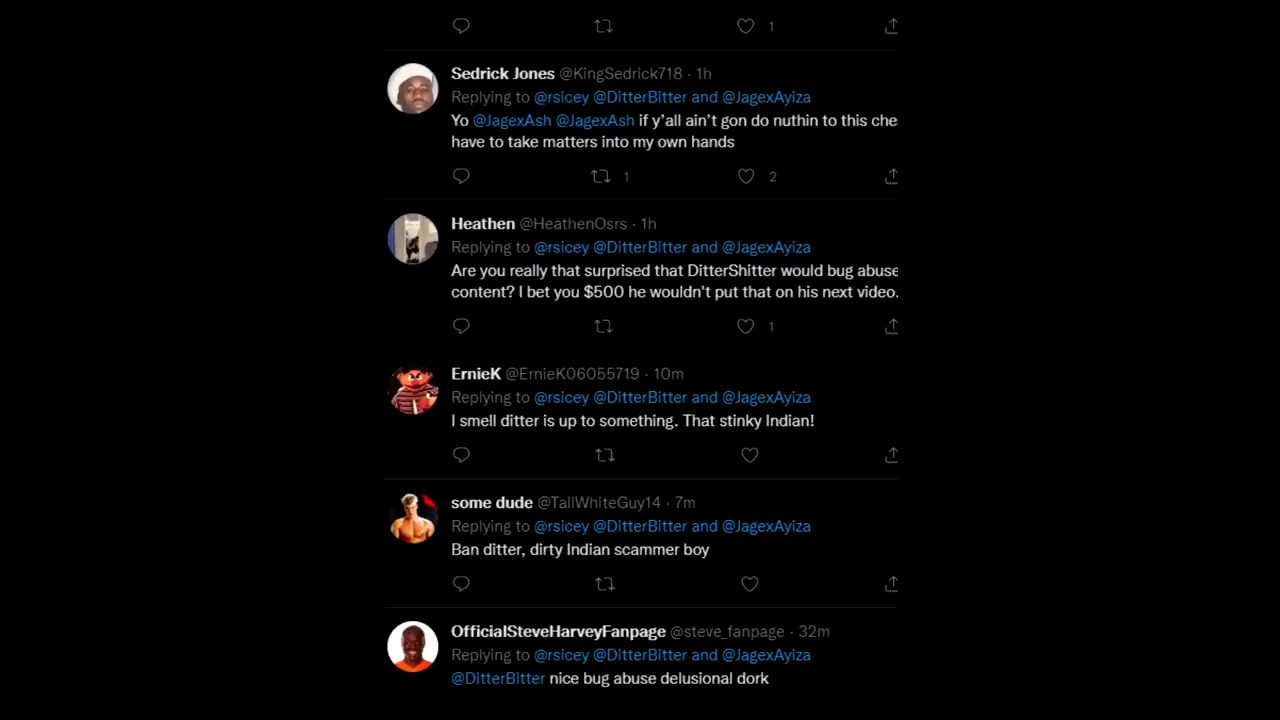 1
Sedrick Jones @KingSedrick718 · 1h
Replying to @rsicey @DitterBitter and @JagexAyiza
Yo @JagexAsh @JagexAsh if y'all ain't gon do nuthin to this che
have to take matters into my own hands
1 2
Heathen @HeathenOsrs · 1h
Replying to @rsicey @DitterBitter and @JagexAyiza
Are you really that surprised that DitterShitter would bug abuse
content? I bet you $500 he wouldn't put that on his next video.
1
ErnieK @ErnieK06055719 · 10m
Replying to @rsicey @DitterBitter and @JagexAyiza
I smell ditter is up to something. That stinky Indian!
some dude @TallWhiteGuy14 · 7m
Replying to @rsicey @DitterBitter and @JagexAyiza
Ban ditter, dirty Indian scammer boy
OfficialSteveHarveyFanpage @steve_fanpage · 32m
Replying to @rsicey @DitterBitter and @JagexAyiza
@DitterBitter nice bug abuse delusional dork